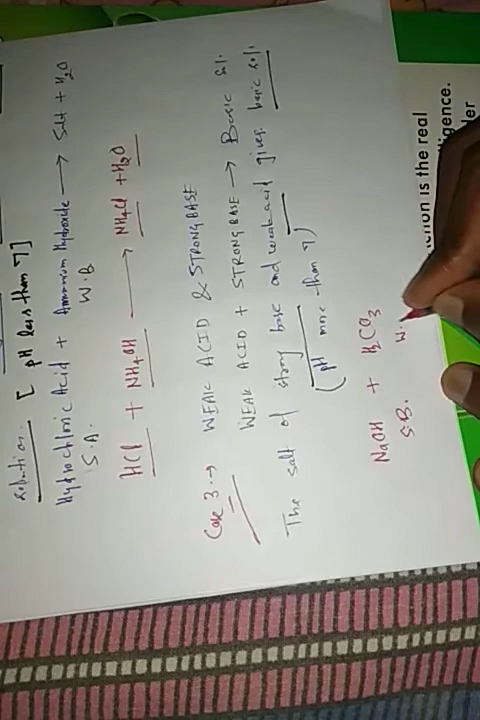 solution. [ pH less than 7]
Hydrochloric Acid + Ammonium Hydroxide → Salt + H₂O
S.A. W.B
HCl + NH₄OH → NH₄Cl + H₂O
Case 3 → WEAK ACID & STRONG BASE
WEAK ACID + STRONG BASE → Basic Sol.
The salt of strong base and weak acid gives basic sol.
(pH more than 7)
NaOH + H₂CO₃
S.B. W.
is the real
igence.
der